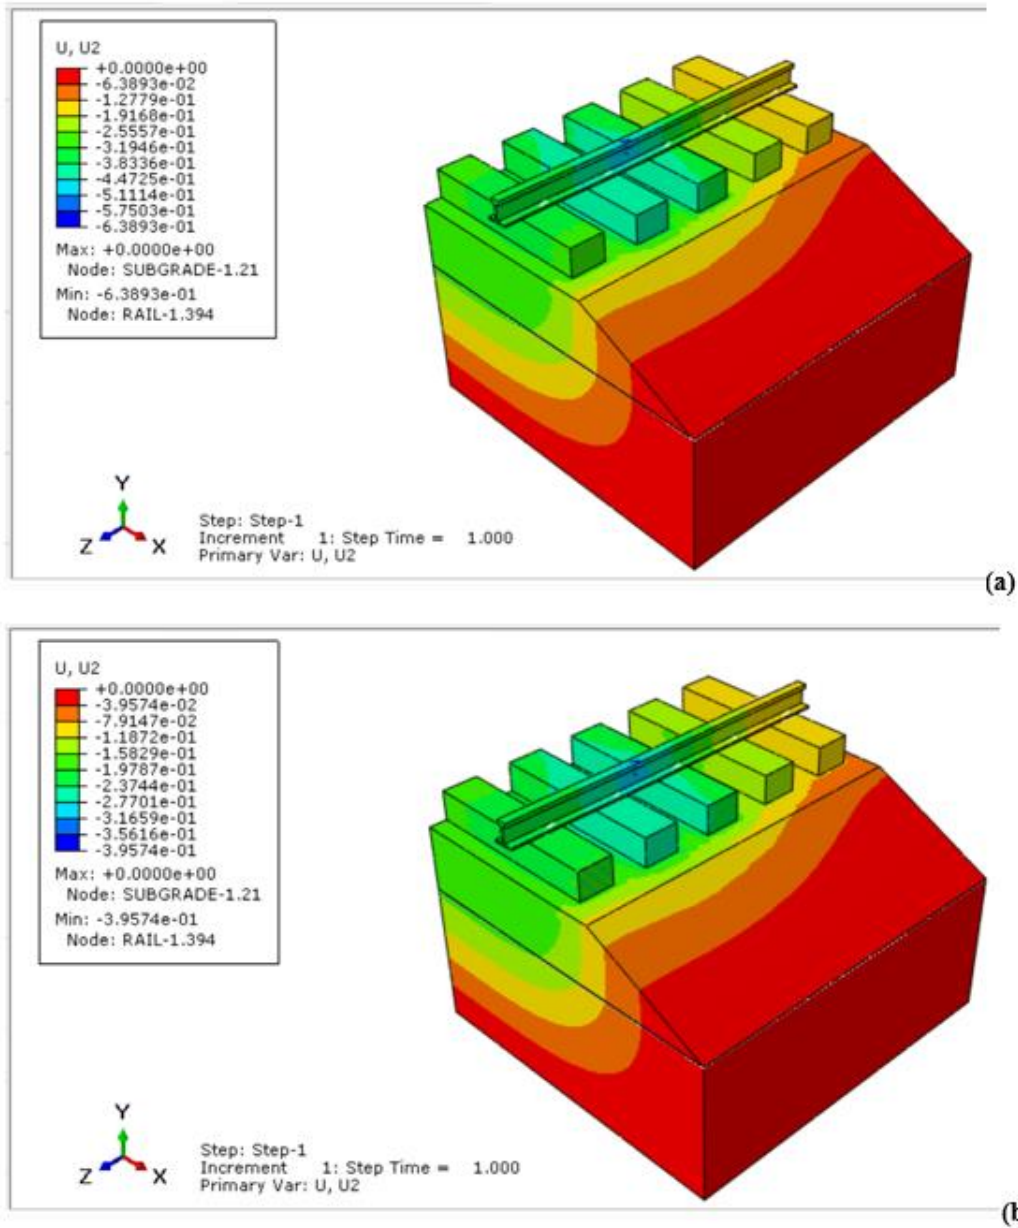 U, U2
+0.0000e+00
-6.3893e-02
-1.2779e-01
-1.9168e-01
-2.5557e-01
-3.1946e-01
-3.8336e-01
-4.4725e-01
-5.1114e-01
-5.7503e-01
-6.3893e-01
Max: +0.0000e+00
Node: SUBGRADE-1.21
Min: -6.3893e-01
Node: RAIL-1.394
Y
Z X
Step: Step-1
Increment 1: Step Time = 1.000
Primary Var: U, U2
(a)
U, U2
+0.0000e+00
-3.9574e-02
-7.9147e-02
-1.1872e-01
-1.5829e-01
-1.9787e-01
-2.3744e-01
-2.7701e-01
-3.1659e-01
-3.5616e-01
-3.9574e-01
Max: +0.0000e+00
Node: SUBGRADE-1.21
Min: -3.9574e-01
Node: RAIL-1.394
Y
Z X
Step: Step-1
Increment 1: Step Time = 1.000
Primary Var: U, U2
(b